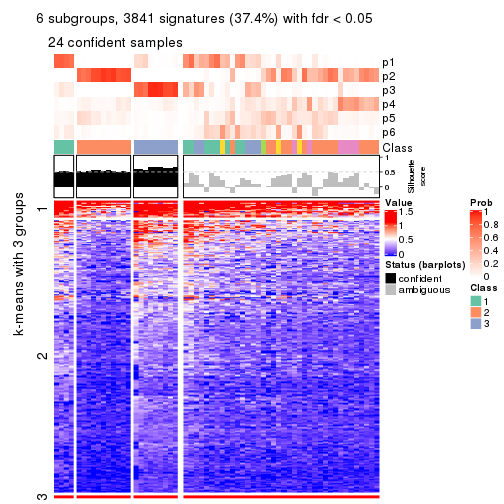 6 subgroups, 3841 signatures (37.4%) with fdr < 0.05
24 confident samples
p1
p2
p3
p4
p5
p6
Class
1
0.5
0
Silhouette
score
k-means with 3 groups
1
2
3
Value
1.5
1
0.5
0
Status (barplots)
confident
ambiguous
Prob
1
0.8
0.6
0.4
0.2
0
Class
1
2
3